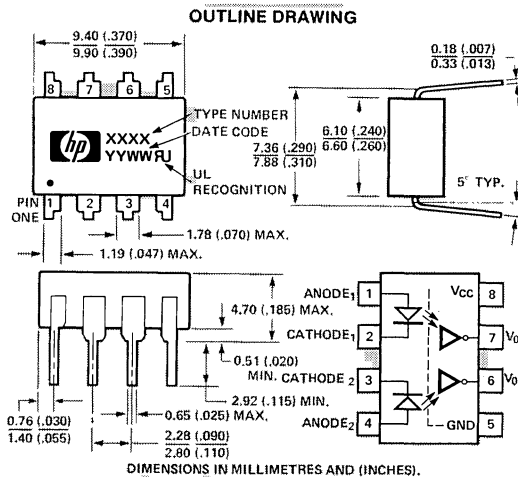 OUTLINE DRAWING
9.40 (.370)
9.90 (.390)
8 7 6 5
hp
XXXX
YYWW
TYPE NUMBER
DATE CODE
UL
RECOGNITION
PIN
ONE
1 2 3 4
1.78 (.070) MAX.
1.19 (.047) MAX.
0.18 (.007)
0.33 (.013)
7.36 (.290)
7.88 (.310)
6.10 (.240)
6.60 (.260)
5° TYP.
4.70 (.185) MAX.
0.51 (.020)
MIN.
2.92 (.115) MIN.
0.65 (.025) MAX.
0.76 (.030)
1.40 (.055)
2.28 (.090)
2.80 (.110)
ANODE1 1 VCC 8
CATHODE1 2 7 V0
CATHODE 2 3 6 V0
ANODE2 4 GND 5
DIMENSIONS IN MILLIMETRES AND (INCHES).